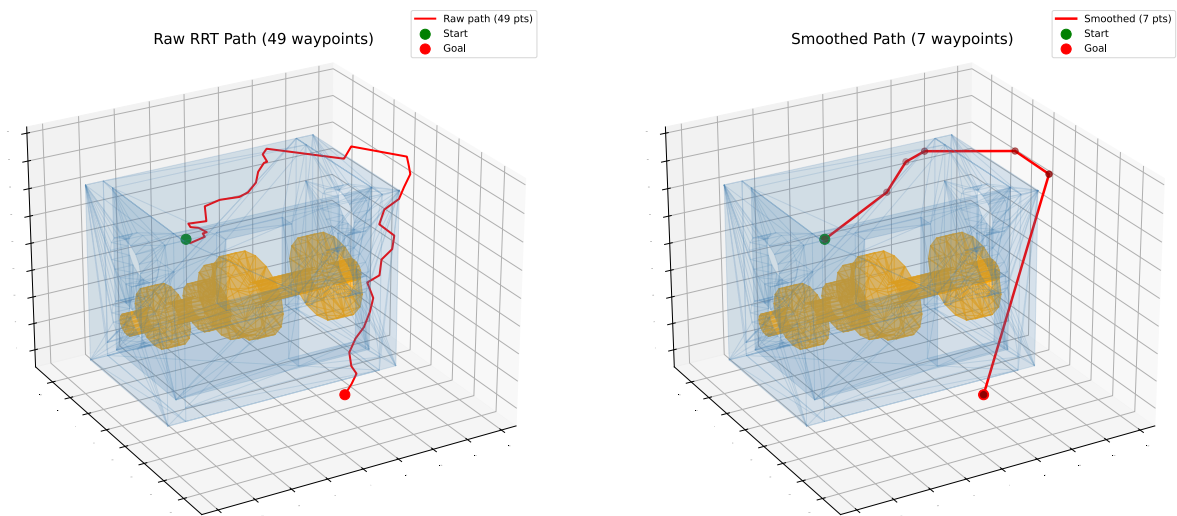 Raw path (49 pts)
Start
Goal
Raw RRT Path (49 waypoints)
Smoothed (7 pts)
Start
Goal
Smoothed Path (7 waypoints)